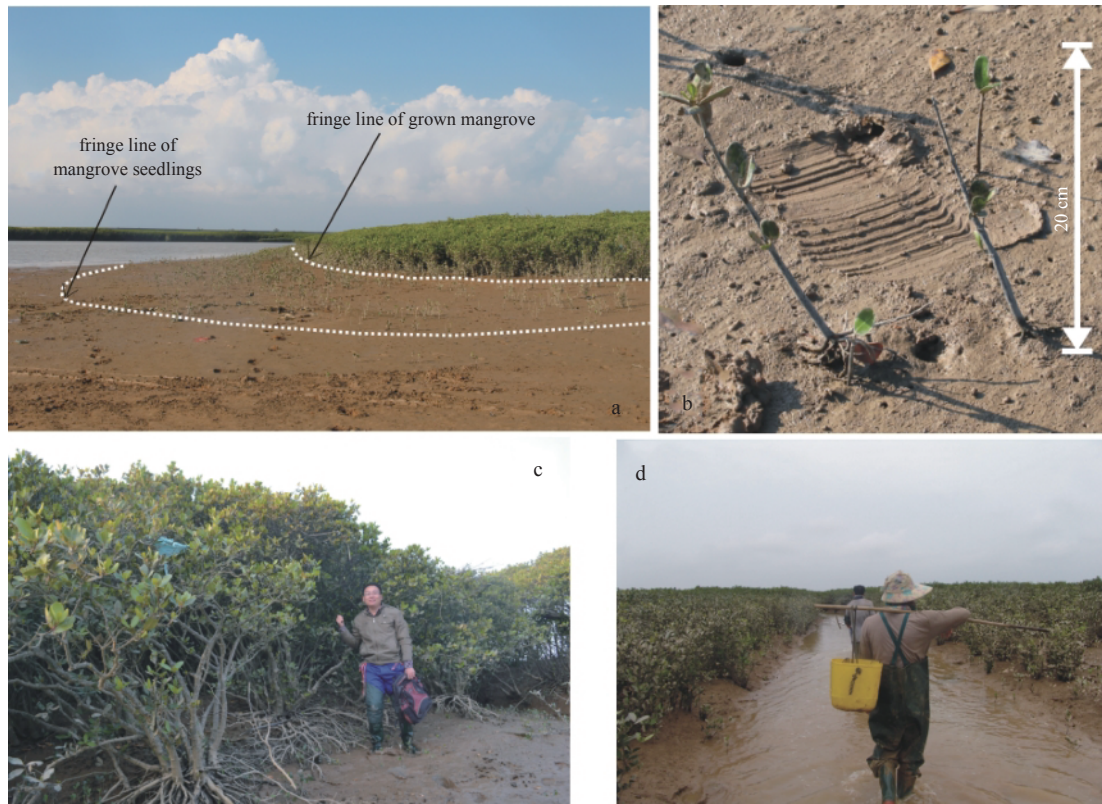 fringe line of grown mangrove
fringe line of
mangrove seedlings
a
20 cm
b
c
d